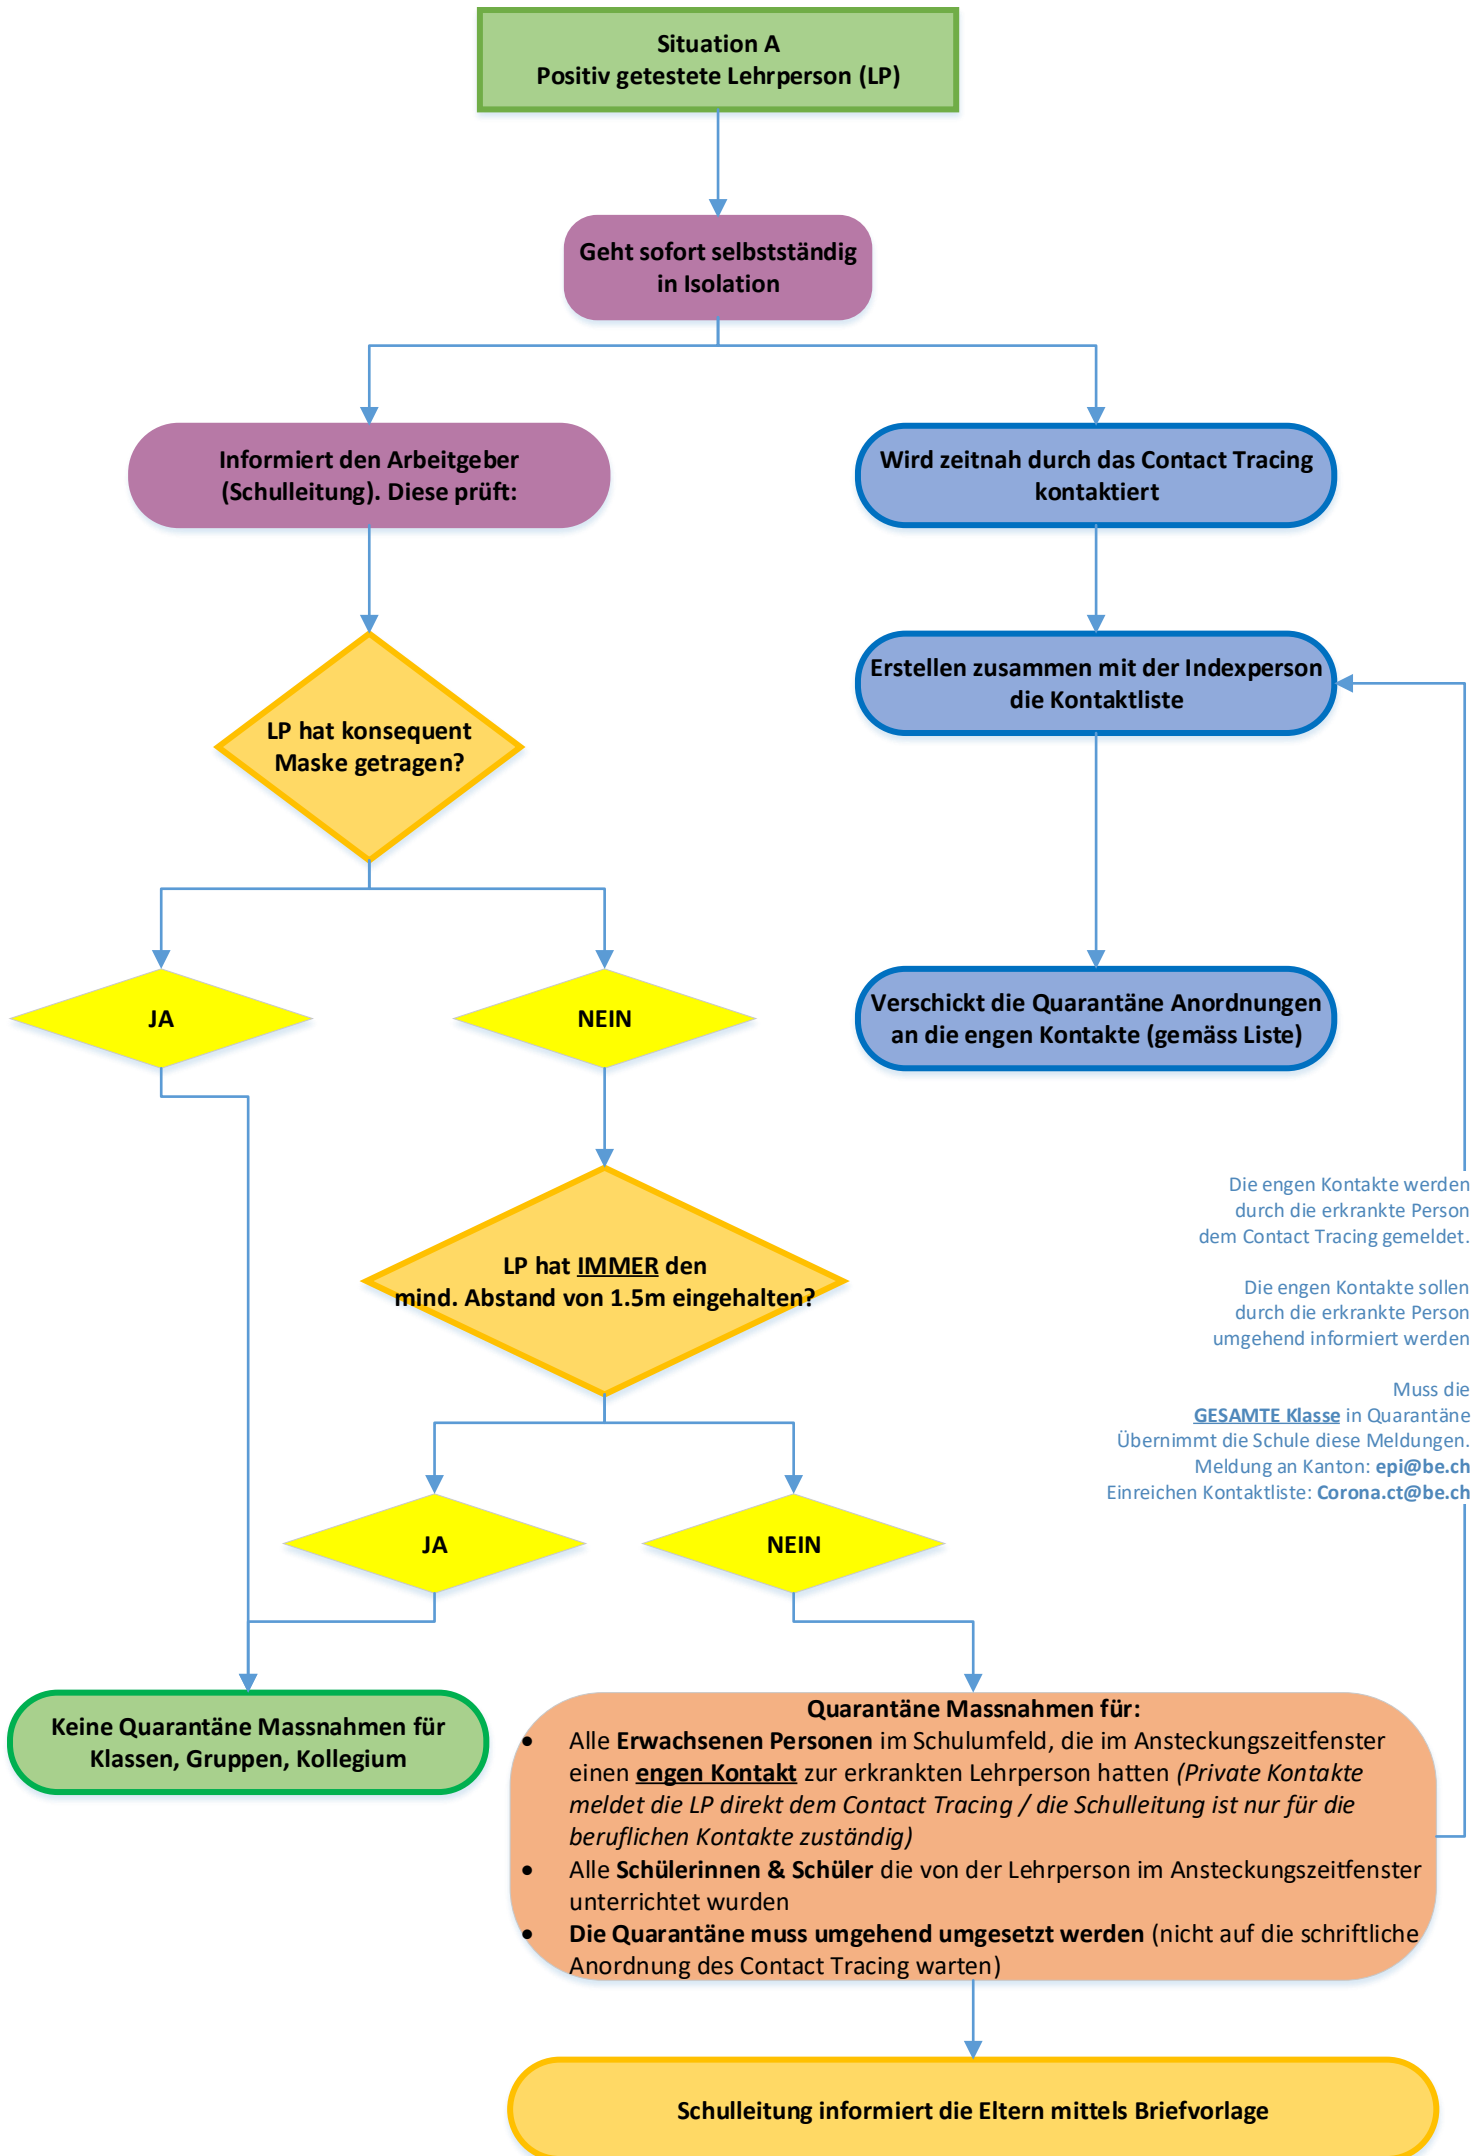 Situation A
Positiv getestete Lehrperson (LP)
Geht sofort selbstständig
in Isolation
Informiert den Arbeitgeber
(Schulleitung). Diese prüft:
Wird zeitnah durch das Contact Tracing
kontaktiert
Erstellen zusammen mit der Indexperson
die Kontaktliste
LP hat konsequent
Maske getragen?
JA
NEIN
Verschickt die Quarantäne Anordnungen
an die engen Kontakte (gemäss Liste)
Die engen Kontakte werden
durch die erkrankte Person
dem Contact Tracing gemeldet.
Die engen Kontakte sollen
durch die erkrankte Person
umgehend informiert werden
Muss die
GESAMTE Klasse in Quarantäne
Übernimmt die Schule diese Meldungen.
Meldung an Kanton: epi@be.ch
Einreichen Kontaktliste: Corona.ct@be.ch
LP hat IMMER den
mind. Abstand von 1.5m eingehalten?
JA
NEIN
Keine Quarantäne Massnahmen für
Klassen, Gruppen, Kollegium
Quarantäne Massnahmen für:
• Alle Erwachsenen Personen im Schulumfeld, die im Ansteckungszeitfenster
einen engen Kontakt zur erkrankten Lehrperson hatten (Private Kontakte
meldet die LP direkt dem Contact Tracing / die Schulleitung ist nur für die
beruflichen Kontakte zuständig)
• Alle Schülerinnen & Schüler die von der Lehrperson im Ansteckungszeitfenster
unterrichtet wurden
• Die Quarantäne muss umgehend umgesetzt werden (nicht auf die schriftliche
Anordnung des Contact Tracing warten)
Schulleitung informiert die Eltern mittels Briefvorlage